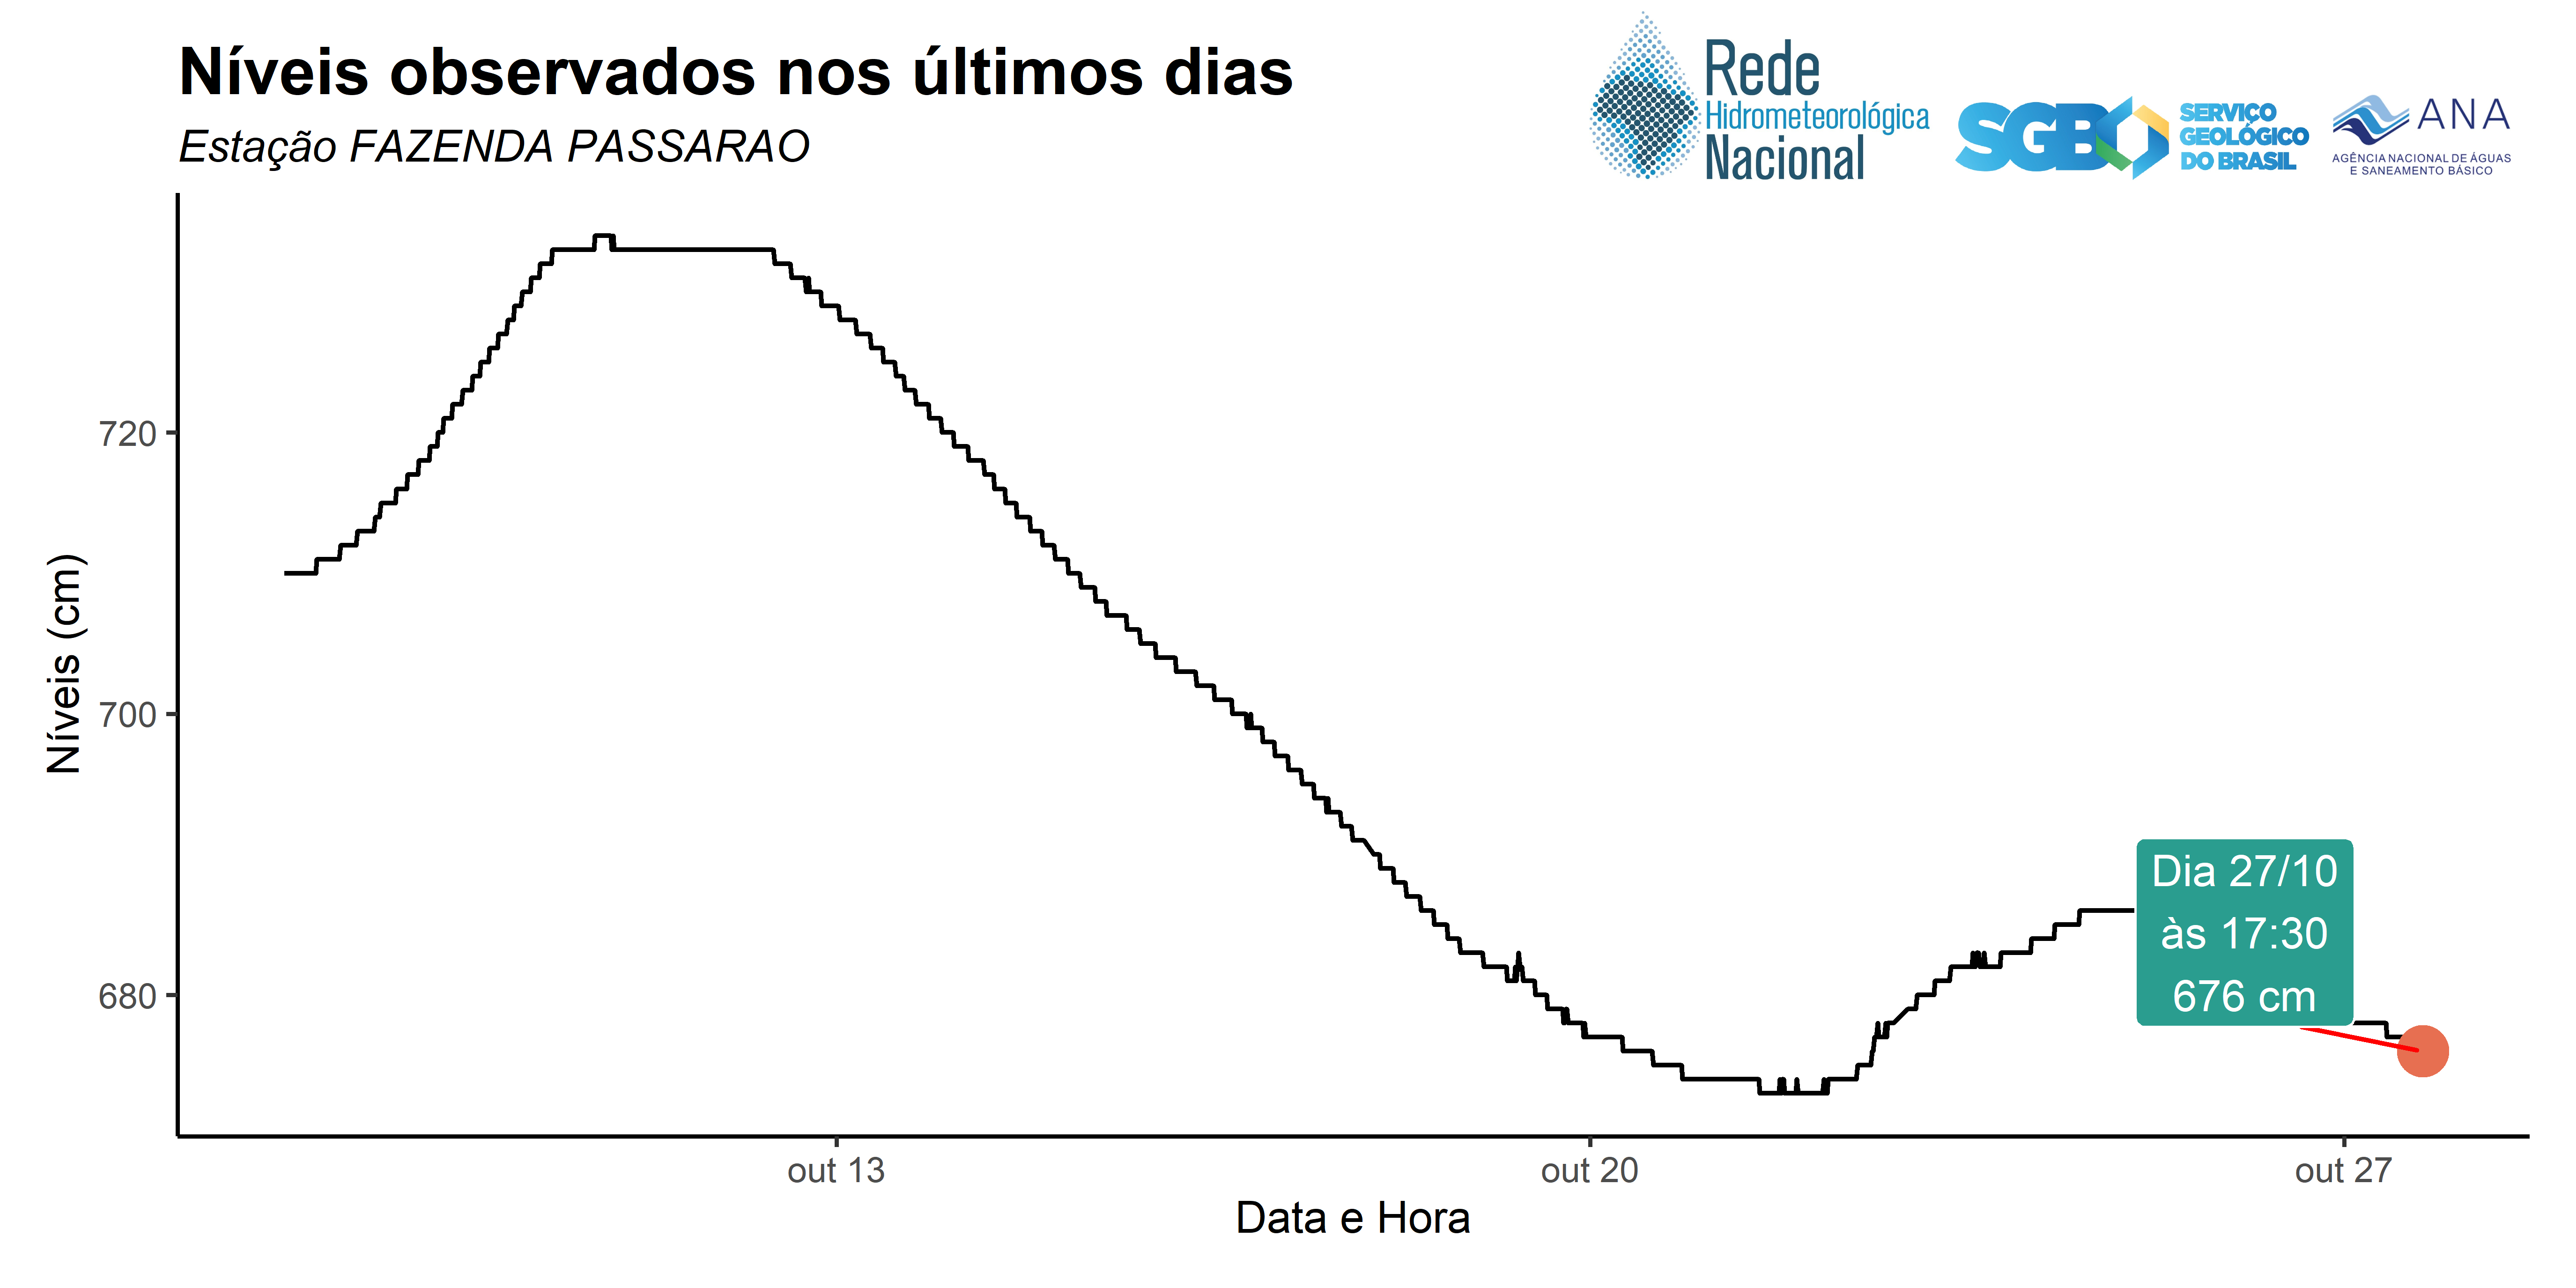 Níveis observados nos últimos dias
Estação FAZENDA PASSARAO
Rede
Hidrometeorológica
Nacional
SGB
SERVIÇO
GEOLÓGICO
DO BRASIL
ANA
AGÊNCIA NACIONAL DE ÁGUAS
E SANEAMENTO BÁSICO
Níveis (cm)
720
700
680
Dia 27/10
às 17:30
676 cm
out 13
out 20
out 27
Data e Hora